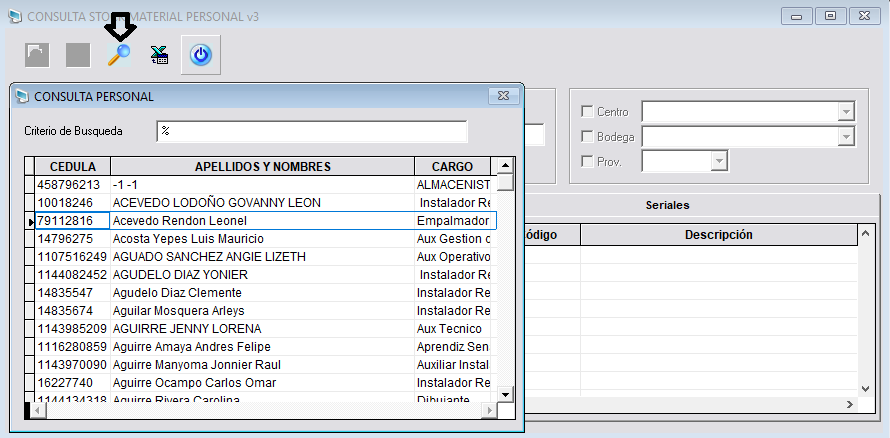 CONSULTA STOCK MATERIAL PERSONAL v3
CONSULTA PERSONAL
Criterio de Busqueda %
CEDULA APELLIDOS Y NOMBRES CARGO
458796213 -1 -1 ALMACENIST
10018246 ACEVEDO LODOÑO GOVANNY LEON Instalador Re
79112816 Acevedo Rendon Leonel Empalmador
14796275 Acosta Yepes Luis Mauricio Aux Gestion
1107516249 AGUADO SANCHEZ ANGIE LIZETH Aux Operativo
1144082452 AGUDELO DIAZ YONIER Instalador Re
14835547 Agudelo Diaz Clemente Instalador Re
14835674 Aguilar Mosquera Arleys Instalador Re
1143985209 AGUIRRE JENNY LORENA Aux Tecnico
1116280859 Aguirre Amaya Andres Felipe Aprendiz Sen
1143970090 Aguirre Manyoma Jonnier Raul Auxiliar Instal
16227740 Aguirre Ocampo Carlos Omar Instalador Re
1144134318 Aguirre Rivera Carolina Dibujante
Centro
Bodega
Prov.
Seriales
ódigo Descripción